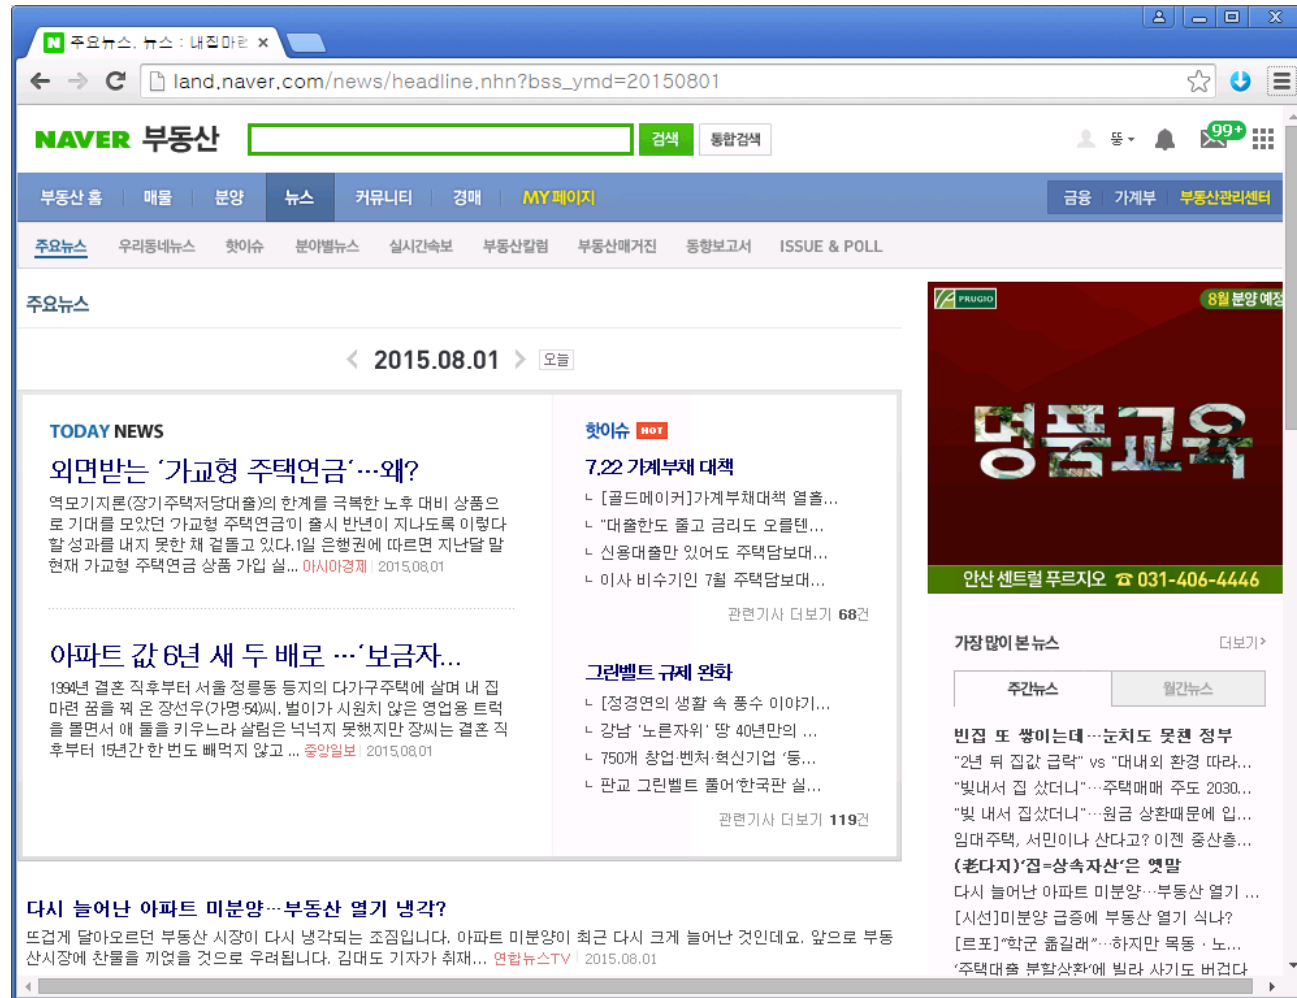 주요뉴스, 뉴스 : 내집마련
land.naver.com/news/headline.nhn?bss_ymd=20150801
NAVER 부동산
검색
통합검색
뚱
99+
부동산 홈
매물
분양
뉴스
커뮤니티
경매
MY페이지
금융
가계부
부동산관리센터
주요뉴스
우리동네뉴스
핫이슈
분야별뉴스
실시간속보
부동산칼럼
부동산매거진
동향보고서
ISSUE & POLL
주요뉴스
2015.08.01
오늘
TODAY NEWS
외면받는 '가교형 주택연금'…왜?
역모기지론(장기주택저당대출)의 한계를 극복한 노후 대비 상품으
로 기대를 모았던 '가교형 주택연금'이 출시 반년이 지나도록 이렇다
할 성과를 내지 못한 채 겉돌고 있다.1일 은행권에 따르면 지난달 말
현재 가교형 주택연금 상품 가입 실... 아시아경제 | 2015.08.01
아파트 값 6년 새 두 배로 …'보금자...
1994년 결혼 직후부터 서울 정릉동 등지의 다가구주택에 살며 내 집
마련 꿈을 꿔 온 장선우(가명·54)씨. 벌이가 시원치 않은 영업용 트럭
을 몰면서 애 둘을 키우느라 살림은 넉넉지 못했지만 장씨는 결혼 직
후부터 15년간 한 번도 빼먹지 않고 ... 중앙일보 | 2015.08.01
핫이슈 HOT
7.22 가계부채 대책
ㄴ [골드메이커]가계부채대책 열흘...
ㄴ "대출한도 줄고 금리도 오를텐...
ㄴ 신용대출만 있어도 주택담보대...
ㄴ 이사 비수기인 7월 주택담보대...
관련기사 더보기 68건
그린벨트 규제 완화
ㄴ [정경연의 생활 속 풍수 이야기...
ㄴ 강남 '노른자위' 땅 40년만의 ...
ㄴ 750개 창업·벤처·혁신기업 '둥...
ㄴ 판교 그린벨트 풀어'한국판 실...
관련기사 더보기 119건
다시 늘어난 아파트 미분양…부동산 열기 냉각?
뜨겁게 달아오르던 부동산 시장이 다시 냉각되는 조짐입니다. 아파트 미분양이 최근 다시 크게 늘어난 것인데요. 앞으로 부동
산시장에 찬물을 끼얹을 것으로 우려됩니다. 김대도 기자가 취재... 연합뉴스TV | 2015.08.01
PRUGIO
8월 분양 예정
명품교육
안산 센트럴 푸르지오 ☎ 031-406-4446
가장 많이 본 뉴스
더보기>
주간뉴스
월간뉴스
빈집 또 쌓이는데…눈치도 못챈 정부
"2년 뒤 집값 급락" vs "대내외 환경 따라...
"빚내서 집 샀더니"…주택매매 주도 2030...
"빚 내서 집샀더니"…원금 상환때문에 입...
임대주택, 서민이나 산다고? 이젠 중산층...
(老다지)'집=상속자산'은 옛말
다시 늘어난 아파트 미분양…부동산 열기 ...
[시선]미분양 급증에 부동산 열기 식나?
[르포]"학군 옮길래"…하지만 목동 · 노...
'주택대출 분할상환'에 빌라 사기도 버겁다